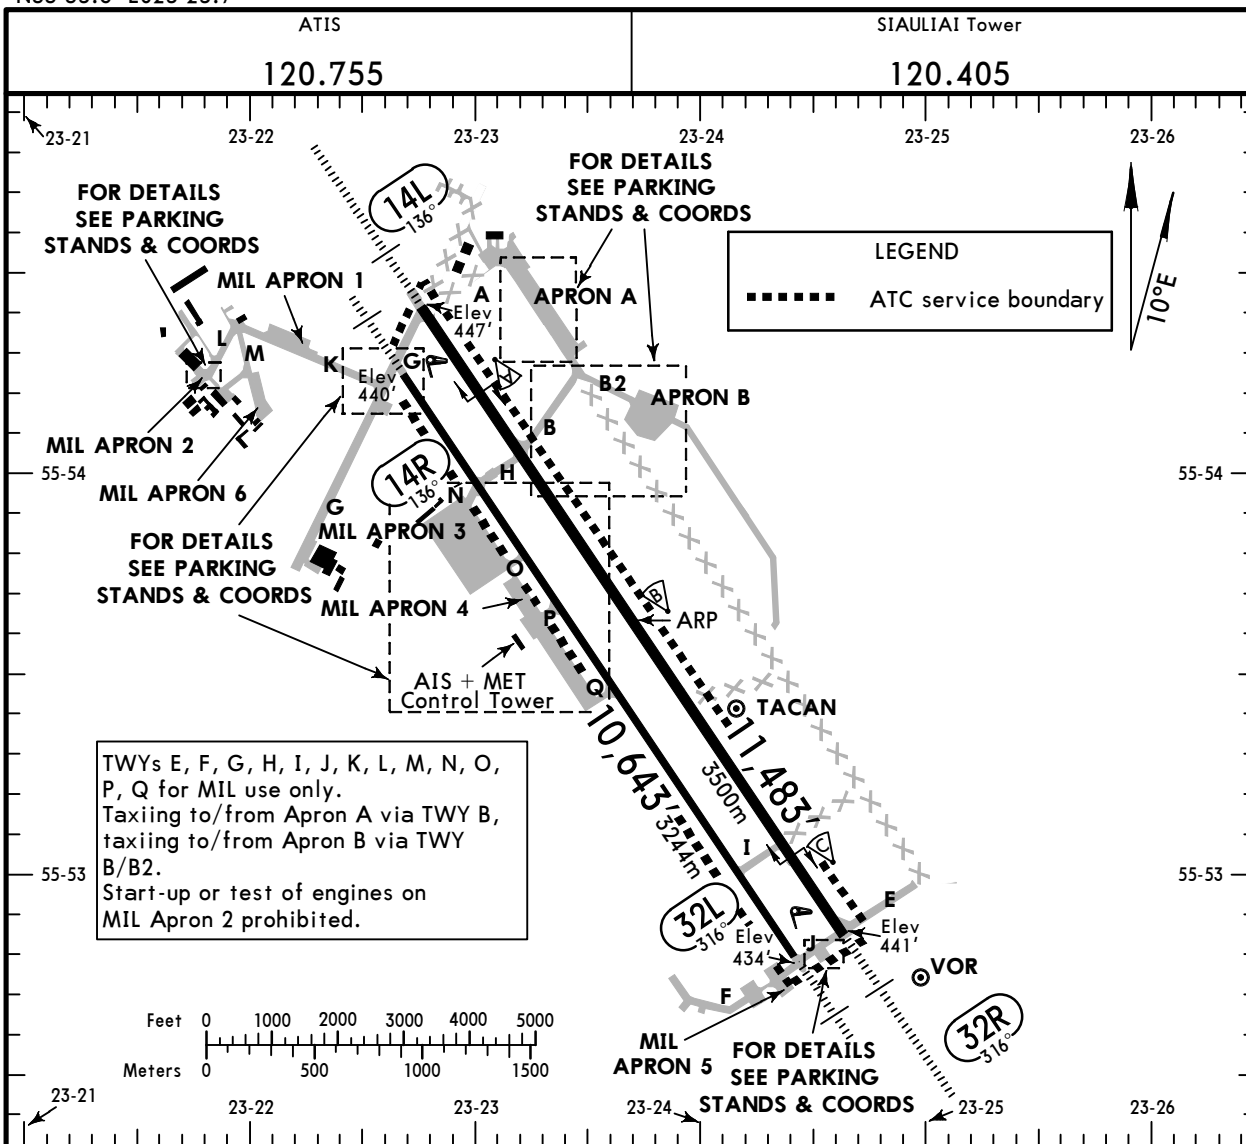 ATIS
120.755
SIAULIAI Tower
120.405
23-21
23-22
23-23
23-24
23-25
23-26
FOR DETAILS
SEE PARKING
STANDS & COORDS
14L
136°
FOR DETAILS
SEE PARKING
STANDS & COORDS
LEGEND
ATC service boundary
10°E
MIL APRON 1
A
APRON A
Elev
447'
L
M
K
G
A
A
Elev
440'
B2
APRON B
B
MIL APRON 2
MIL APRON 6
55-54
55-54
14R
136°
H
N
G
MIL APRON 3
FOR DETAILS
SEE PARKING
STANDS & COORDS
O
MIL APRON 4
P
B
ARP
AIS + MET
Control Tower
Q
TACAN
10,643'
3244m
11,483'
3500m
TWYs E, F, G, H, I, J, K, L, M, N, O,
P, Q for MIL use only.
Taxiing to/from Apron A via TWY B,
taxiing to/from Apron B via TWY
B/B2.
Start-up or test of engines on
MIL Apron 2 prohibited.
I
C
55-53
55-53
32L
316°
A
E
Elev
434'
J
Elev
441'
VOR
F
32R
316°
MIL
APRON 5
FOR DETAILS
SEE PARKING
STANDS & COORDS
Feet 0 1000 2000 3000 4000 5000
Meters 0 500 1000 1500
23-21
23-22
23-23
23-24
23-25
23-26